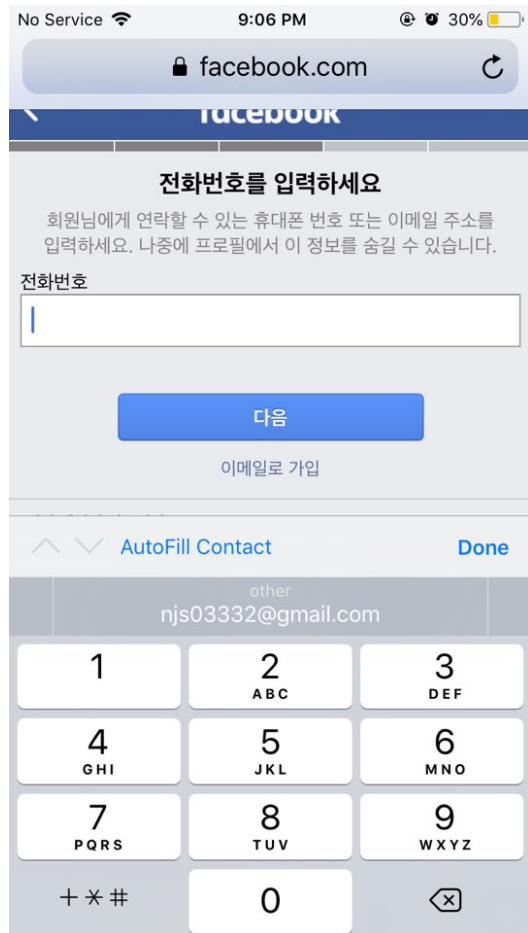 No Service 9:06 PM 30%
facebook.com
facebook
전화번호를 입력하세요
회원님에게 연락할 수 있는 휴대폰 번호 또는 이메일 주소를
입력하세요. 나중에 프로필에서 이 정보를 숨길 수 있습니다.
전화번호
다음
이메일로 가입
AutoFill Contact Done
other
njs03332@gmail.com
1 2 3
ABC DEF
4 5 6
GHI JKL MNO
7 8 9
PQRS TUV WXYZ
+*# 0